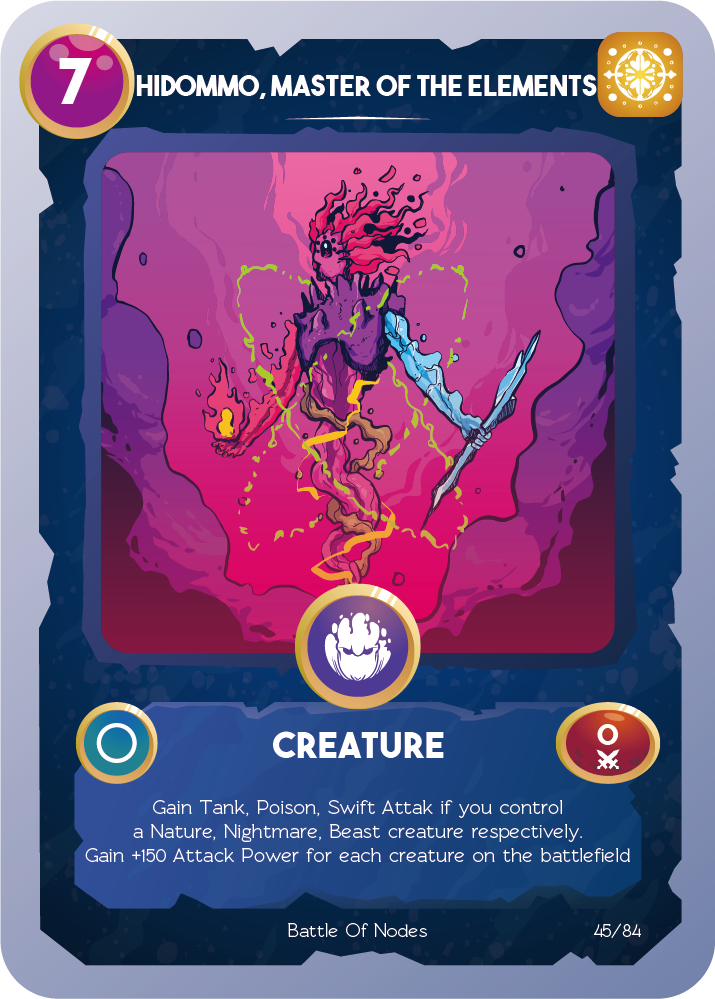 7
HIDOMMO, MASTER OF THE ELEMENTS
CREATURE
O
Gain Tank, Poison, Swift Attak if you control
a Nature, Nightmare, Beast creature respectively.
Gain +150 Attack Power for each creature on the battlefield
Battle Of Nodes 45/84